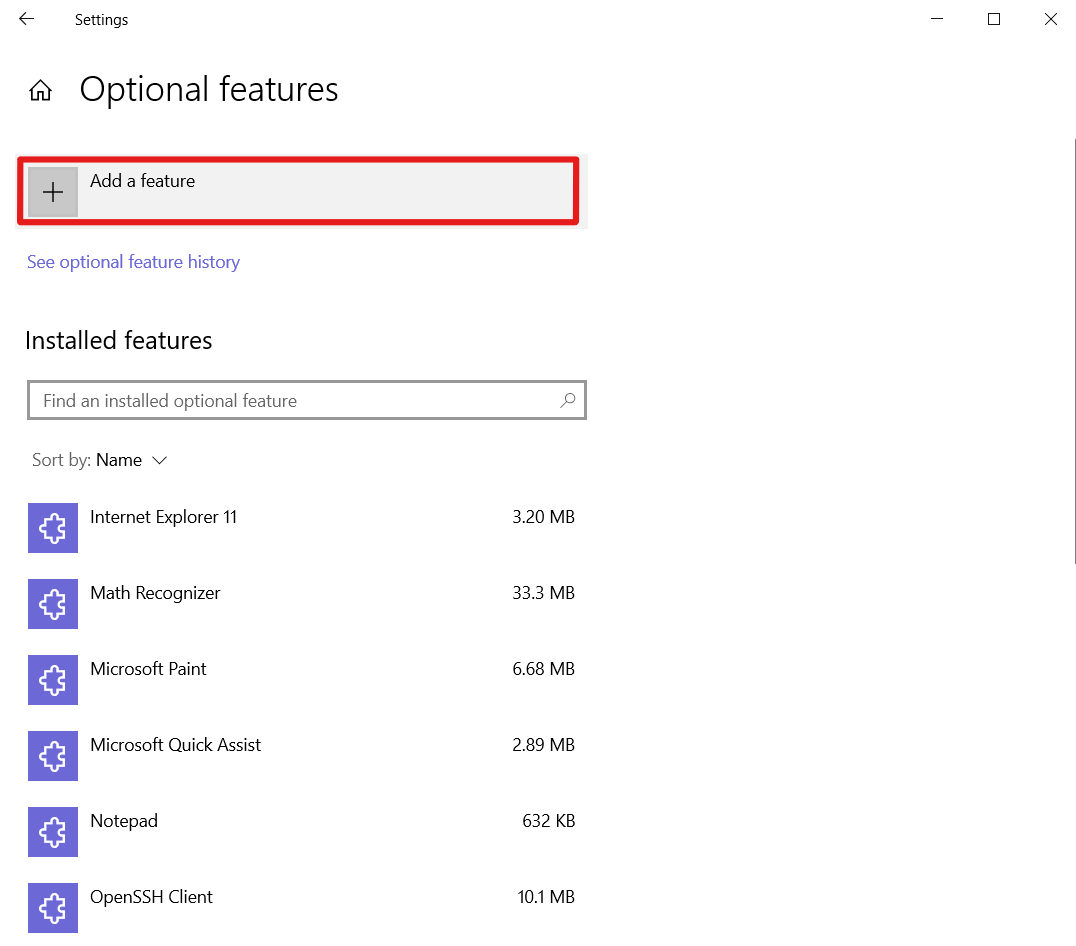 Settings
Optional features
Add a feature
See optional feature history
Installed features
Find an installed optional feature
Sort by: Name
Internet Explorer 11 3.20 MB
Math Recognizer 33.3 MB
Microsoft Paint 6.68 MB
Microsoft Quick Assist 2.89 MB
Notepad 632 KB
OpenSSH Client 10.1 MB